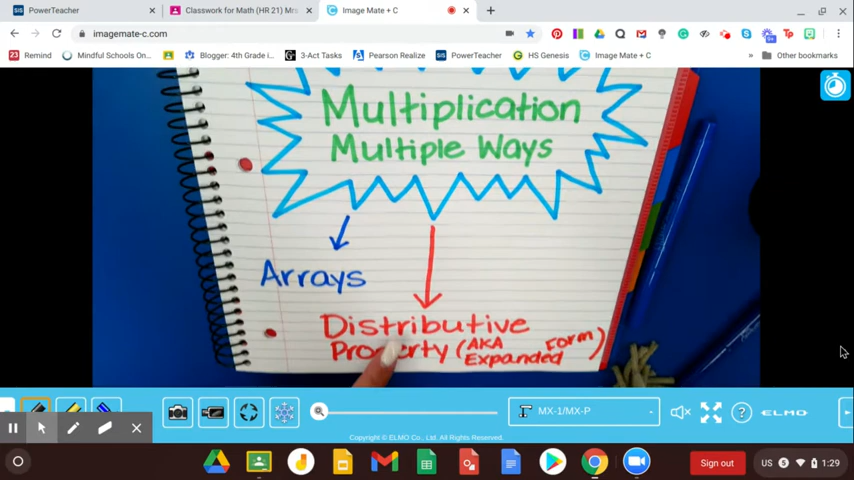 PowerTeacher
Classwork for Math (HR 21) Mrs
Image Mate + C
imagemate-c.com
Remind
Mindful Schools On...
Blogger: 4th Grade i...
3-Act Tasks
Pearson Realize
PowerTeacher
HS Genesis
Image Mate + C
»
Other bookmarks
Multiplication
Multiple Ways
Arrays
Distributive
Property (AKA Expanded Form)
MX-1/MX-P
ELMO
Copyright © ELMO Co., Ltd. All Rights Reserved.
Sign out
US
1:29